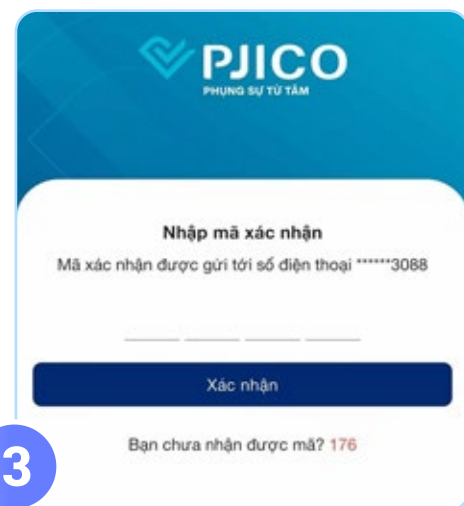 PJICO
PHỤNG SỰ TỪ TÂM
Nhập mã xác nhận
Mã xác nhận được gửi tới số điện thoại ******3088
Xác nhận
Bạn chưa nhận được mã? 176
3